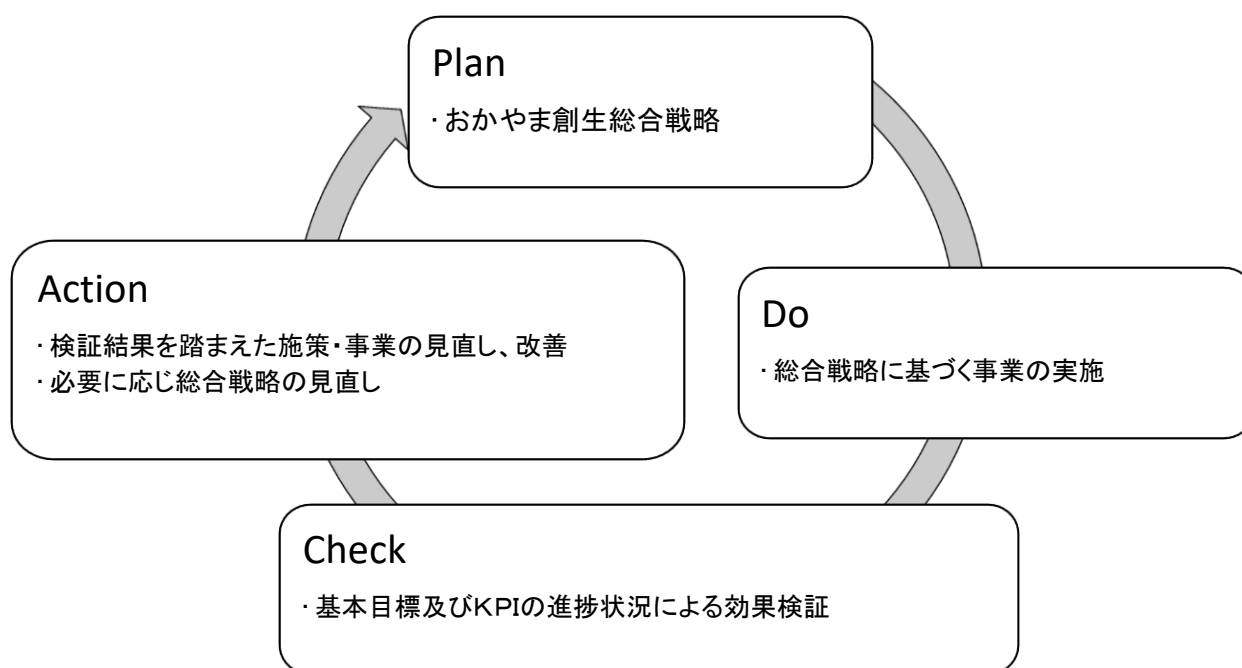 Plan
・おかやま創生総合戦略
Action
・検証結果を踏まえた施策・事業の見直し、改善
・必要に応じ総合戦略の見直し
Do
・総合戦略に基づく事業の実施
Check
・基本目標及びKPIの進捗状況による効果検証